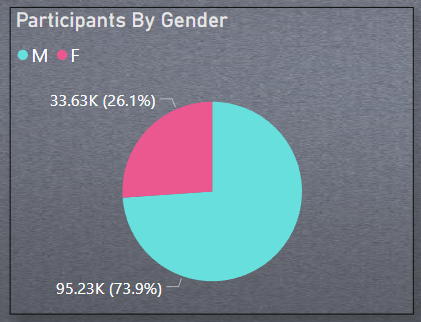 Participants By Gender
M F
33.63K (26.1%)
95.23K (73.9%)